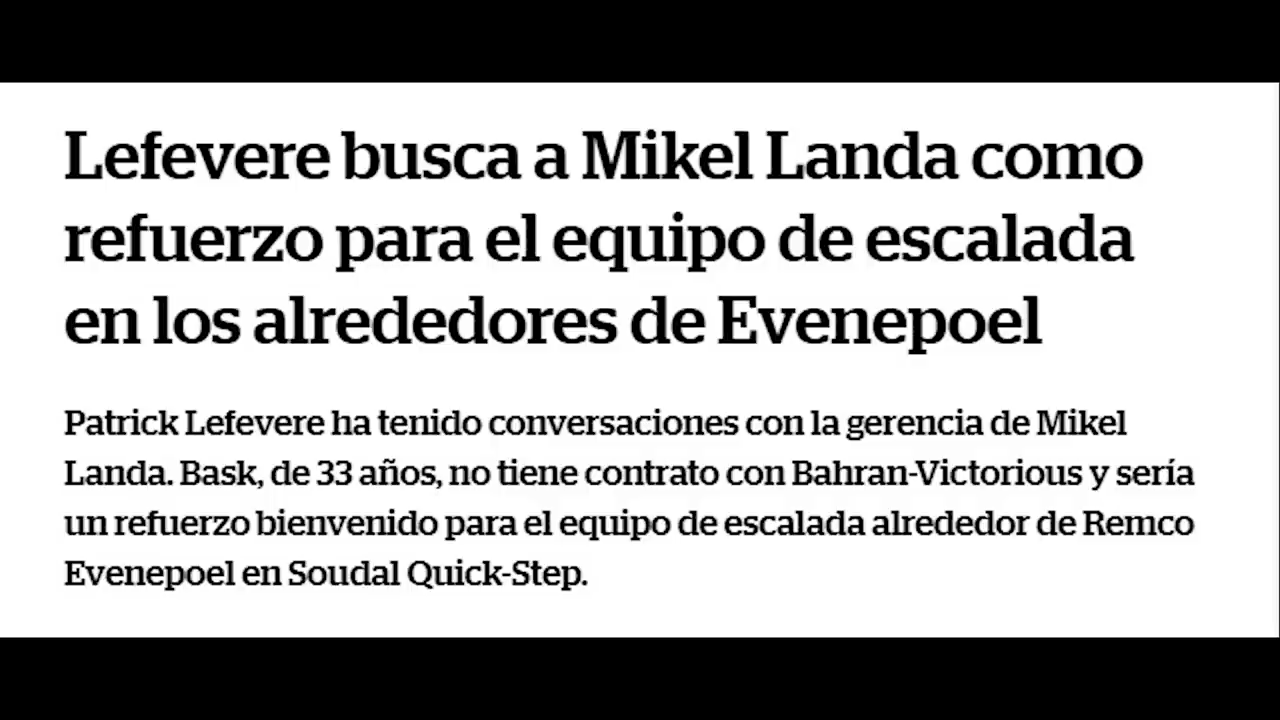 Lefevere busca a Mikel Landa como
refuerzo para el equipo de escalada
en los alrededores de Evenepoel
Patrick Lefevere ha tenido conversaciones con la gerencia de Mikel
Landa. Bask, de 33 años, no tiene contrato con Bahran-Victorious y sería
un refuerzo bienvenido para el equipo de escalada alrededor de Remco
Evenepoel en Soudal Quick-Step.